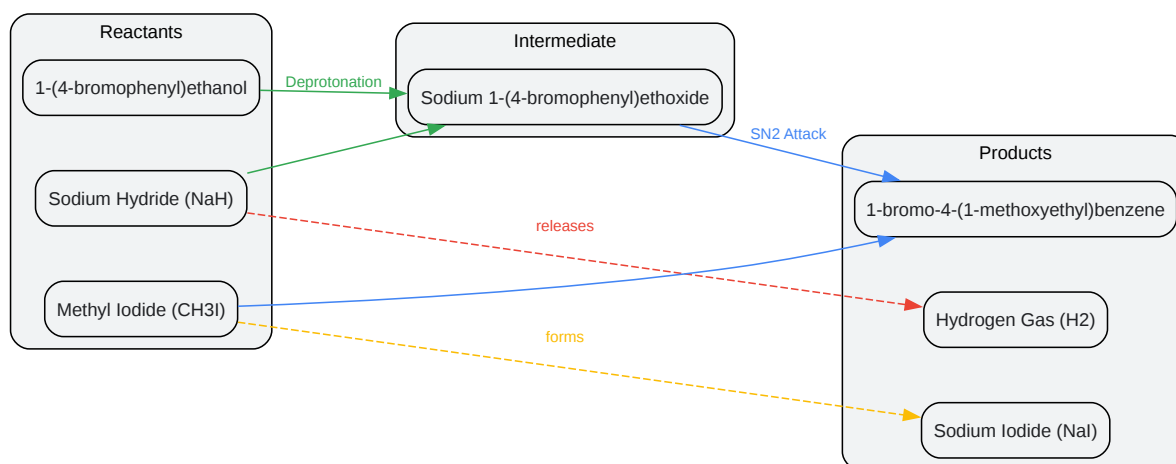 Reactants
1-(4-bromophenyl)ethanol
Sodium Hydride (NaH)
Methyl Iodide (CH3I)
Deprotonation
Intermediate
Sodium 1-(4-bromophenyl)ethoxide
SN2 Attack
releases
forms
Products
1-bromo-4-(1-methoxyethyl)benzene
Hydrogen Gas (H2)
Sodium Iodide (NaI)